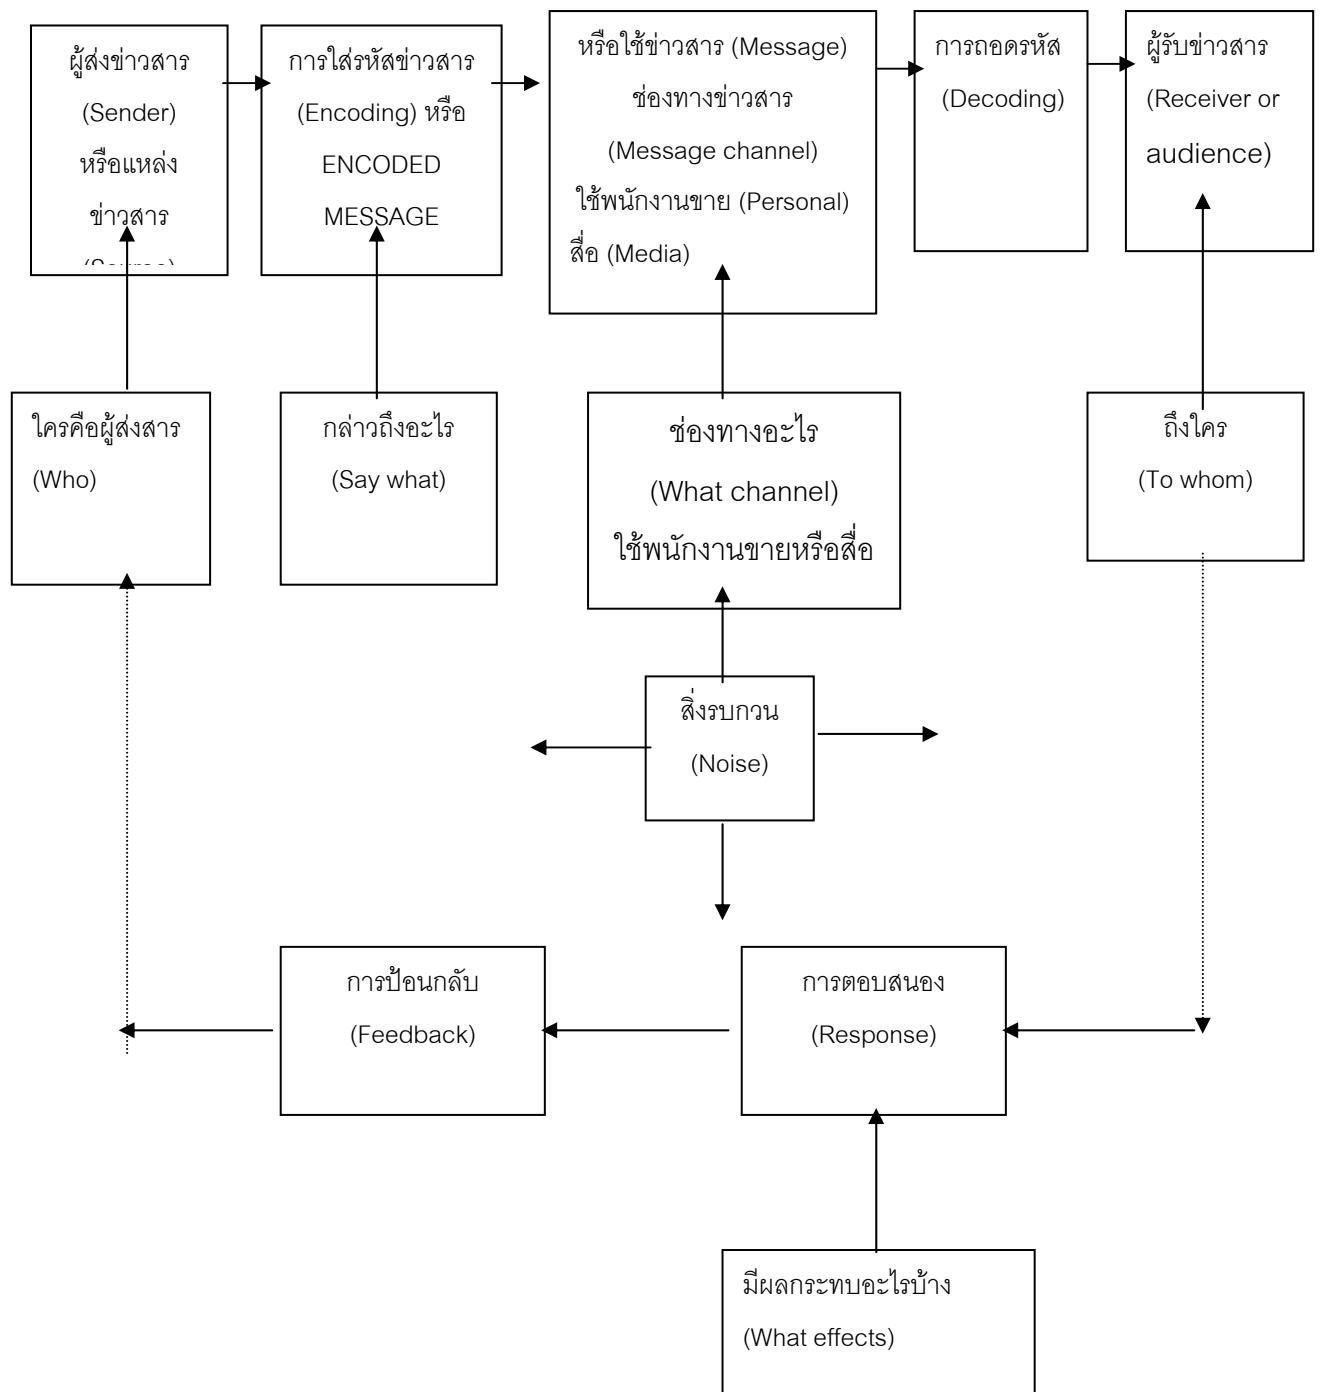 ผู้ส่งข่าวสาร
(Sender)
หรือแหล่ง
ข่าวสาร
การใส่รหัสข่าวสาร
(Encoding) หรือ
ENCODED
MESSAGE
หรือใช้ข่าวสาร (Message)
ช่องทางข่าวสาร
(Message channel)
ใช้พนักงานขาย (Personal)
สื่อ (Media)
การถอดรหัส
(Decoding)
ผู้รับข่าวสาร
(Receiver or
audience)
ใครคือผู้ส่งสาร
(Who)
กล่าวถึงอะไร
(Say what)
ช่องทางอะไร
(What channel)
ใช้พนักงานขายหรือสื่อ
ถึงใคร
(To whom)
สิ่งรบกวน
(Noise)
การป้อนกลับ
(Feedback)
การตอบสนอง
(Response)
มีผลกระทบอะไรบ้าง
(What effects)